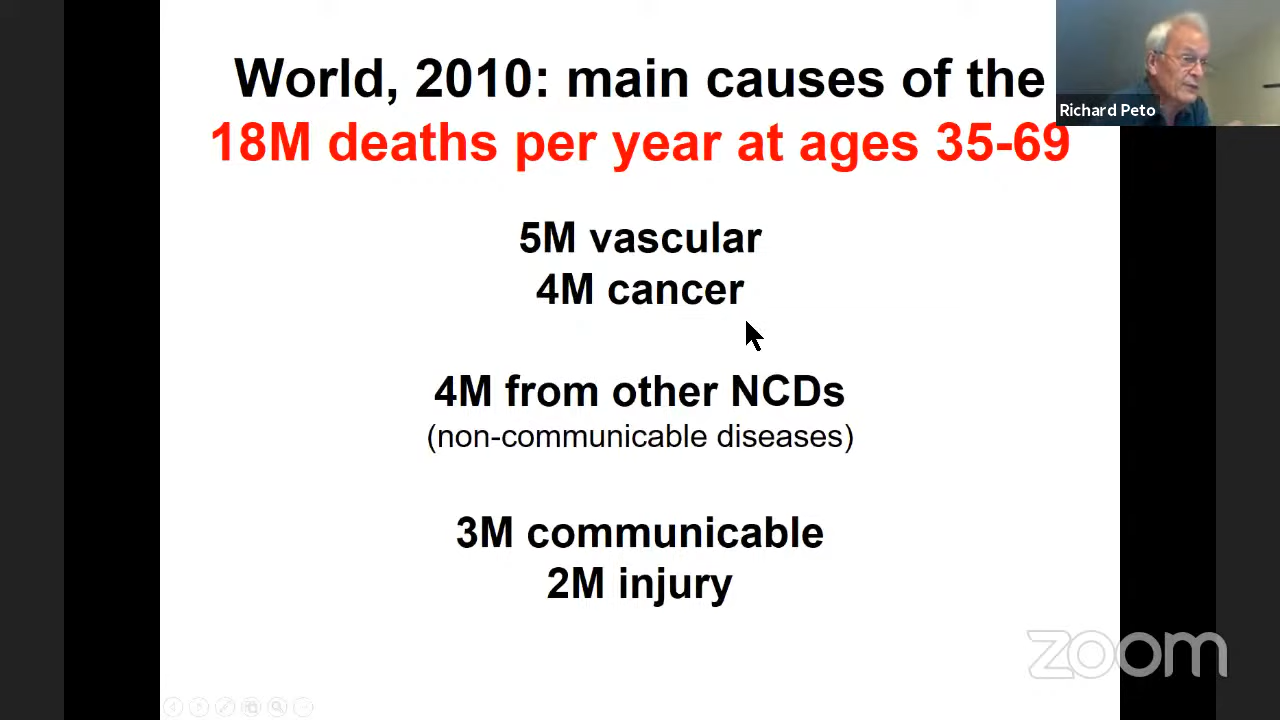 World, 2010: main causes of the
18M deaths per year at ages 35-69
Richard Peto
5M vascular
4M cancer
4M from other NCDs
(non-communicable diseases)
3M communicable
2M injury
zoom